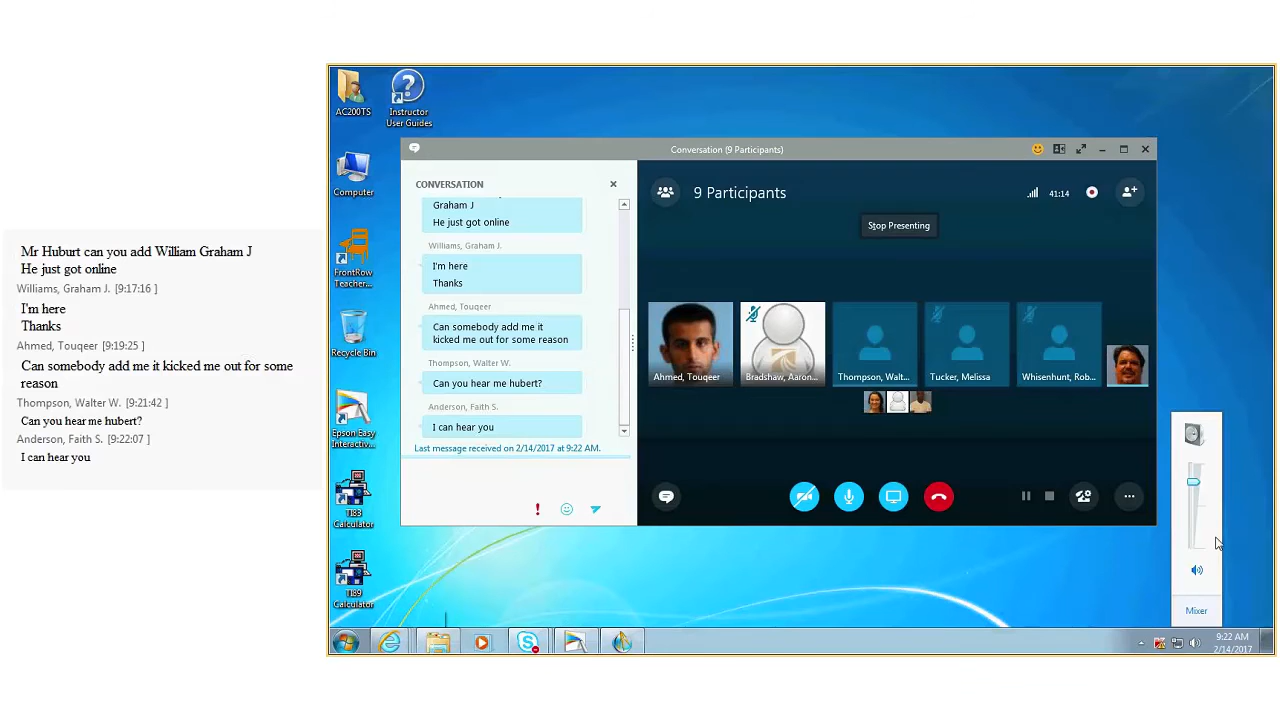 Mr Huburt can you add William Graham J
He just got online
Williams, Graham J. [9:17:16 ]
I'm here
Thanks
Ahmed, Touqeer [9:19:25 ]
Can somebody add me it kicked me out for some
reason
Thompson, Walter W. [9:21:42 ]
Can you hear me hubert?
Anderson, Faith S. [9:22:07 ]
I can hear you
AC200TS
Instructor
User Guides
Computer
FrontRow
Teacher...
Recycle Bin
Epson Easy
Interactiv...
TI83
Calculator
TI89
Calculator
Conversation (9 Participants)
CONVERSATION
Graham J
He just got online
Williams, Graham J.
I'm here
Thanks
Ahmed, Touqeer
Can somebody add me it
kicked me out for some reason
Thompson, Walter W.
Can you hear me hubert?
Anderson, Faith S.
I can hear you
Last message received on 2/14/2017 at 9:22 AM.
9 Participants
41:14
Stop Presenting
Ahmed, Touqeer
Bradshaw, Aaron...
Thompson, Walt...
Tucker, Melissa
Whisenhunt, Rob...
Mixer
9:22 AM
2/14/2017